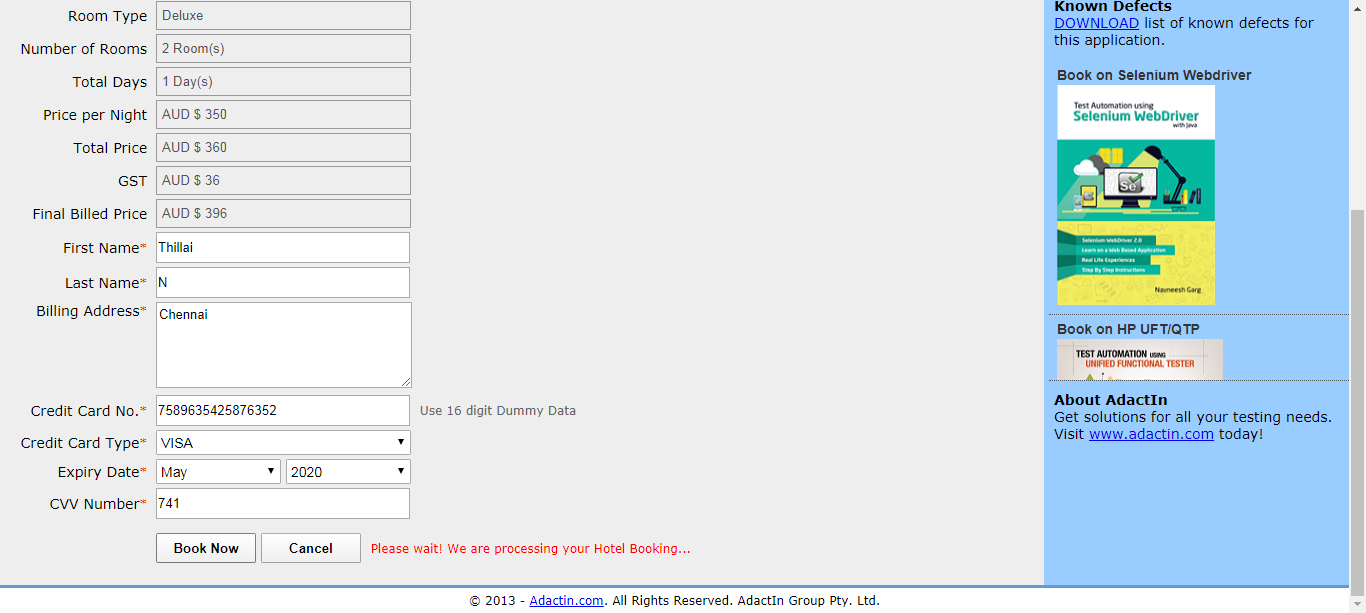 Room Type Deluxe
Number of Rooms 2 Room(s)
Total Days 1 Day(s)
Price per Night AUD $ 350
Total Price AUD $ 360
GST AUD $ 36
Final Billed Price AUD $ 396
First Name* Thillai
Last Name* N
Billing Address* Chennai
Credit Card No.* 7589635425876352 Use 16 digit Dummy Data
Credit Card Type* VISA
Expiry Date* May 2020
CVV Number* 741
Book Now Cancel Please wait! We are processing your Hotel Booking...
Known Defects
DOWNLOAD list of known defects for
this application.
Book on Selenium Webdriver
Test Automation using
Selenium WebDriver
with Java
Se
Selenium WebDriver 2.0
Learn on a Web Based Application
Real Life Experiences
Step By Step Instructions
Navneesh Garg
Book on HP UFT/QTP
TEST AUTOMATION USING
UNIFIED FUNCTIONAL TESTER
About AdactIn
Get solutions for all your testing needs.
Visit www.adactin.com today!
© 2013 - Adactin.com. All Rights Reserved. AdactIn Group Pty. Ltd.